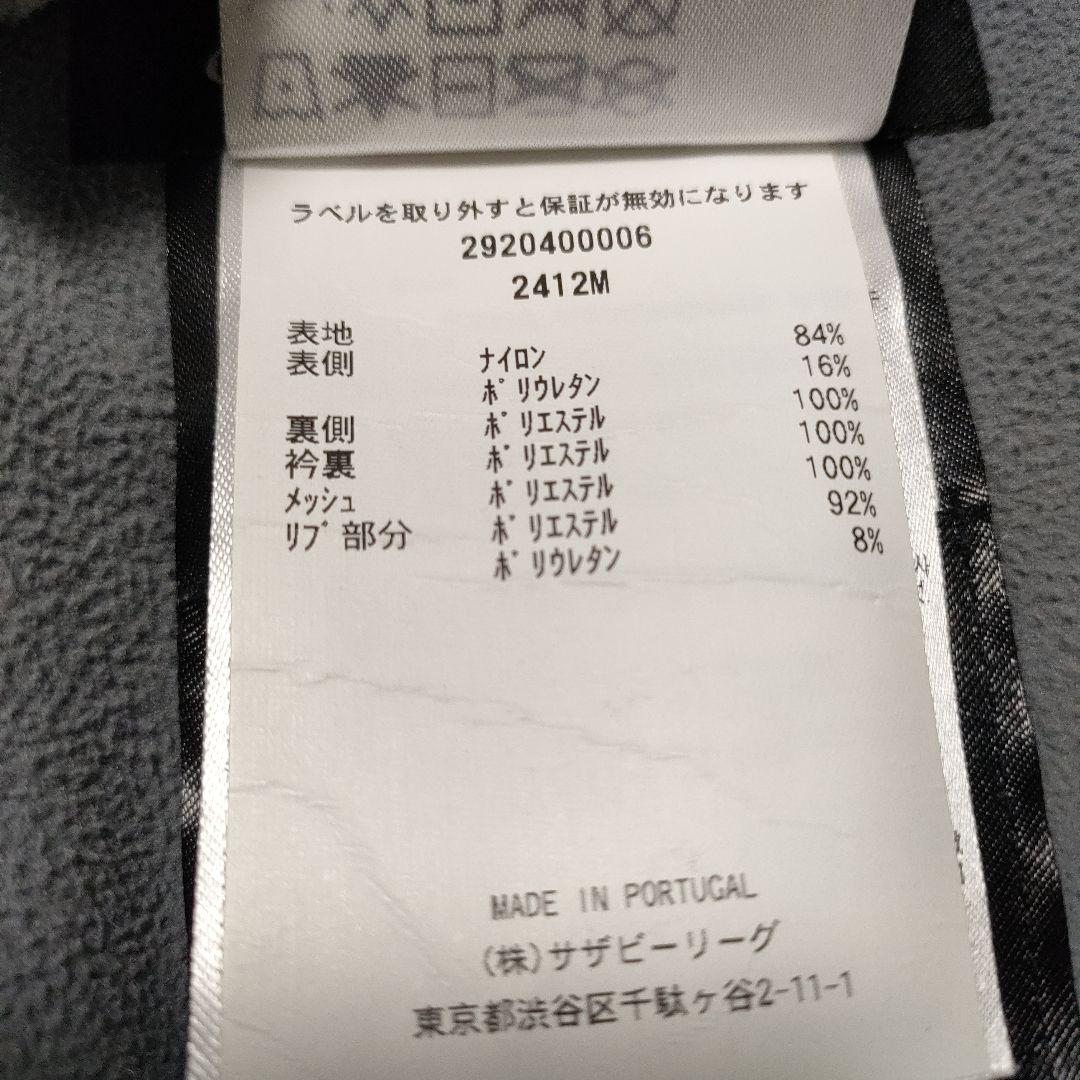 ラベルを取り外すと保証が無効になります
2920400006
2412M
表地 84%
表側 ナイロン 16%
ポリウレタン 100%
裏側 ポリエステル 100%
衿裏 ポリエステル 100%
メッシュ ポリエステル 92%
リブ部分 ポリエステル 8%
ポリウレタン
MADE IN PORTUGAL
(株)サザビーリーグ
東京都渋谷区千駄ヶ谷2-11-1